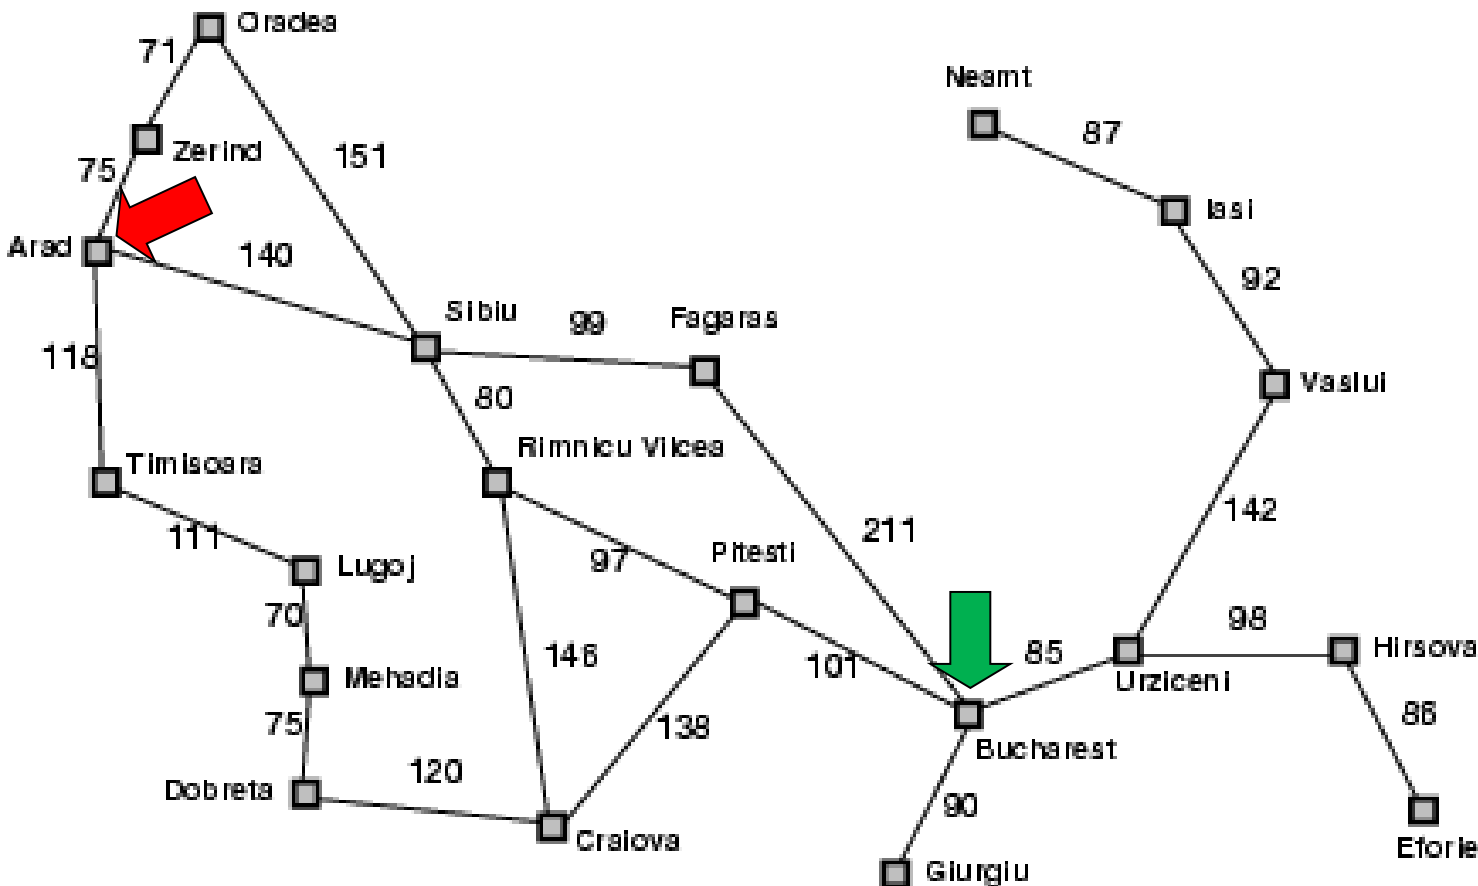 Oradea
71
Neamt
87
Zerind
151
75
Iasi
Arad
140
92
Sibiu
99
Fagaras
118
Vaslui
80
Rimnicu Vilcea
Timisoara
142
111
211
Pitesti
97
Lugoj
70
98
Hirsova
146
101
85
Mehadia
Urziceni
75
138
86
Bucharest
120
Dobreta
90
Craiova
Eforie
Giurgiu